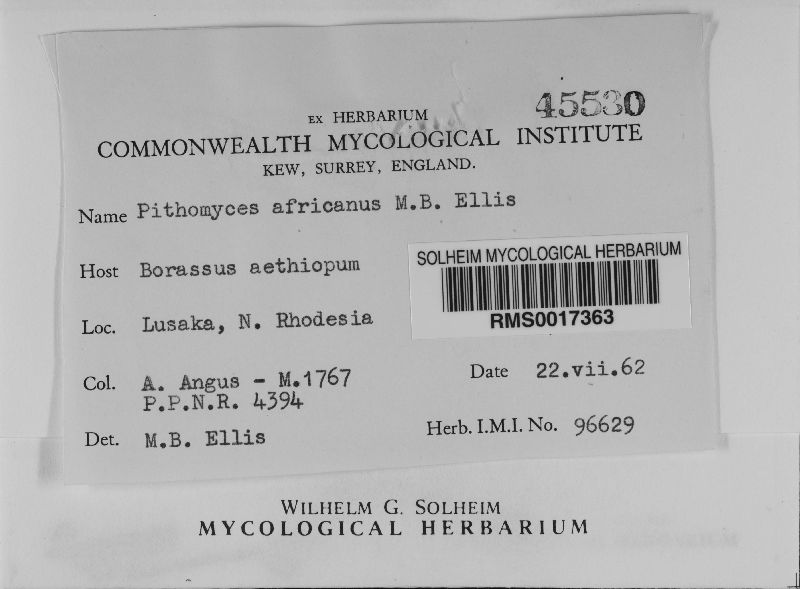 45530
EX HERBARIUM
COMMONWEALTH MYCOLOGICAL INSTITUTE
KEW, SURREY, ENGLAND.
Name Pithomyces africanus M.B. Ellis
Host Borassus aethiopum
SOLHEIM MYCOLOGICAL HERBARIUM
RMS0017363
Loc. Lusaka, N. Rhodesia
Col. A. Angus - M.1767
P.P.N.R. 4394
Date 22.vii.62
Det. M.B. Ellis
Herb. I.M.I. No. 96629
WILHELM G. SOLHEIM
MYCOLOGICAL HERBARIUM